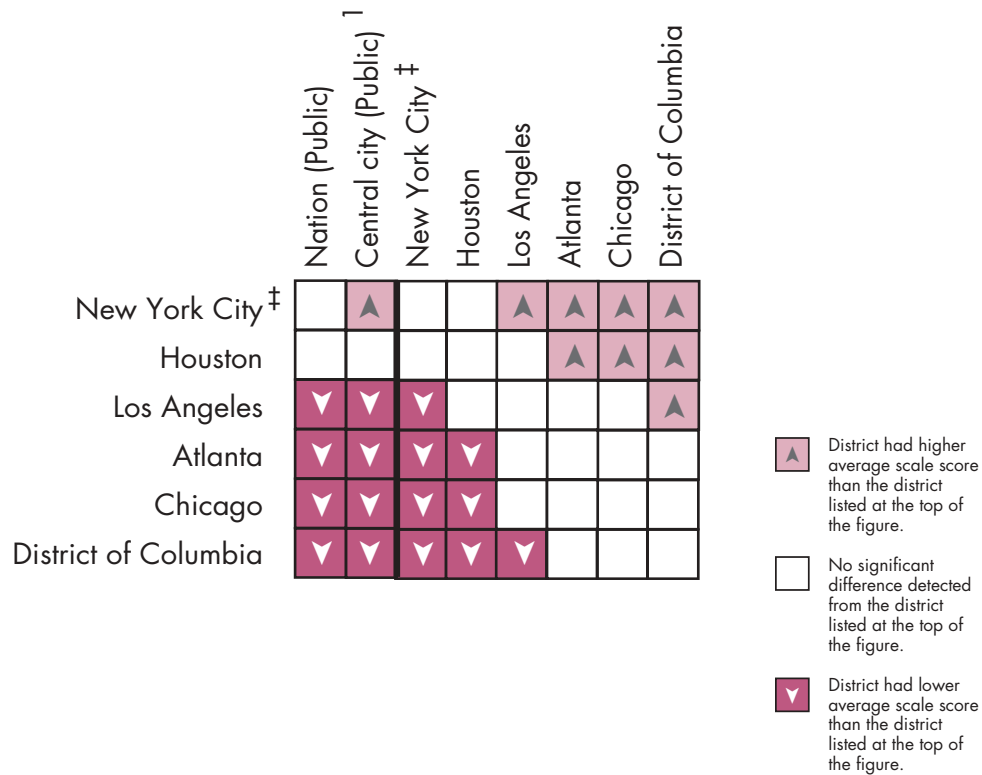 Nation (Public)
Central city (Public) 1
New York City ‡
Houston
Los Angeles
Atlanta
Chicago
District of Columbia
New York City ‡
Houston
Los Angeles
Atlanta
Chicago
District of Columbia
District had higher
average scale score
than the district
listed at the top of
the figure.
No significant
difference detected
from the district
listed at the top of
the figure.
District had lower
average scale score
than the district
listed at the top of
the figure.